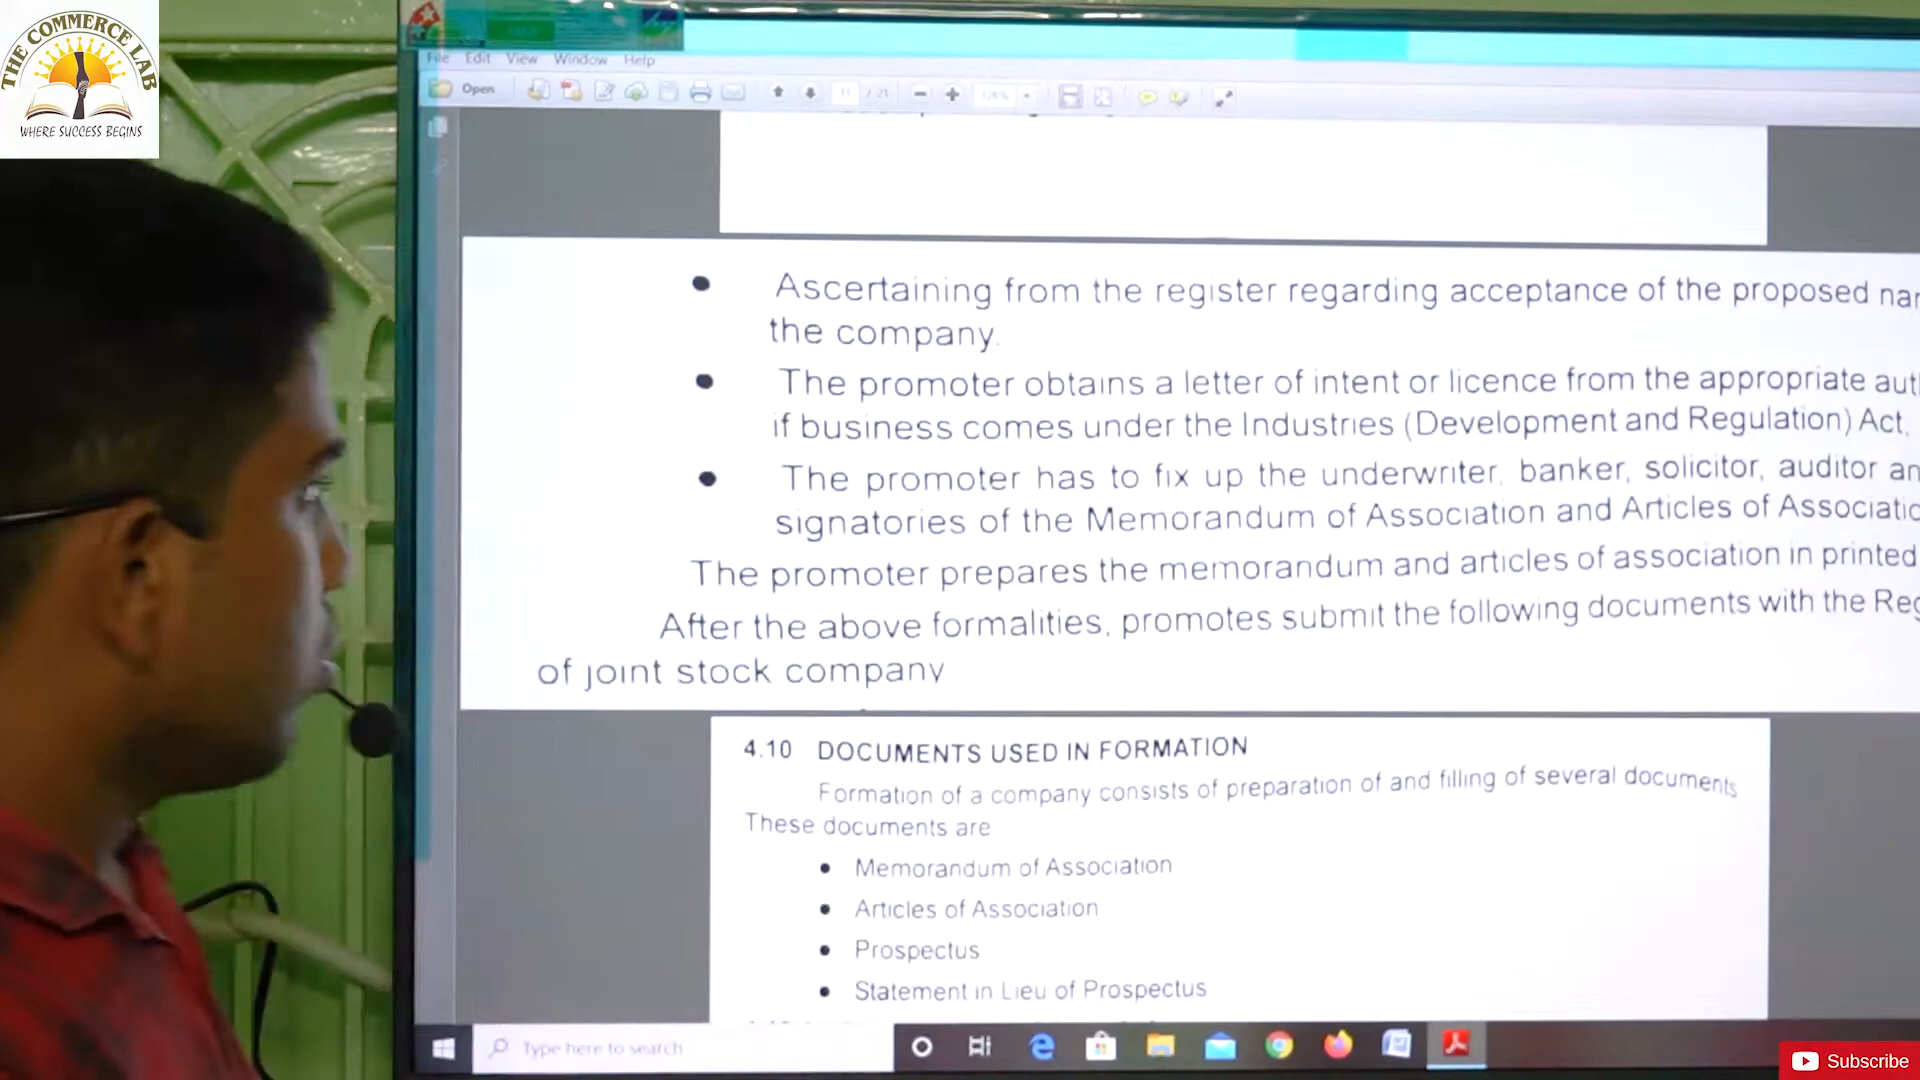 THE COMMERCE LAB
WHERE SUCCESS BEGINS
File Edit View Window Help
Open
Ascertaining from the register regarding acceptance of the proposed
the company.
The promoter obtains a letter of intent or licence from the appropriate
if business comes under the Industries (Development and Regulation) Act.
The promoter has to fix up the underwriter, banker, solicitor, auditor
signatories of the Memorandum of Association and Articles of
The promoter prepares the memorandum and articles of association in printed
After the above formalities, promotes submit the following documents with the
of joint stock company
4.10 DOCUMENTS USED IN FORMATION
Formation of a company consists of preparation of and filling of several documents
These documents are
Memorandum of Association
Articles of Association
Prospectus
Statement in Lieu of Prospectus
Type here to search
Subscribe